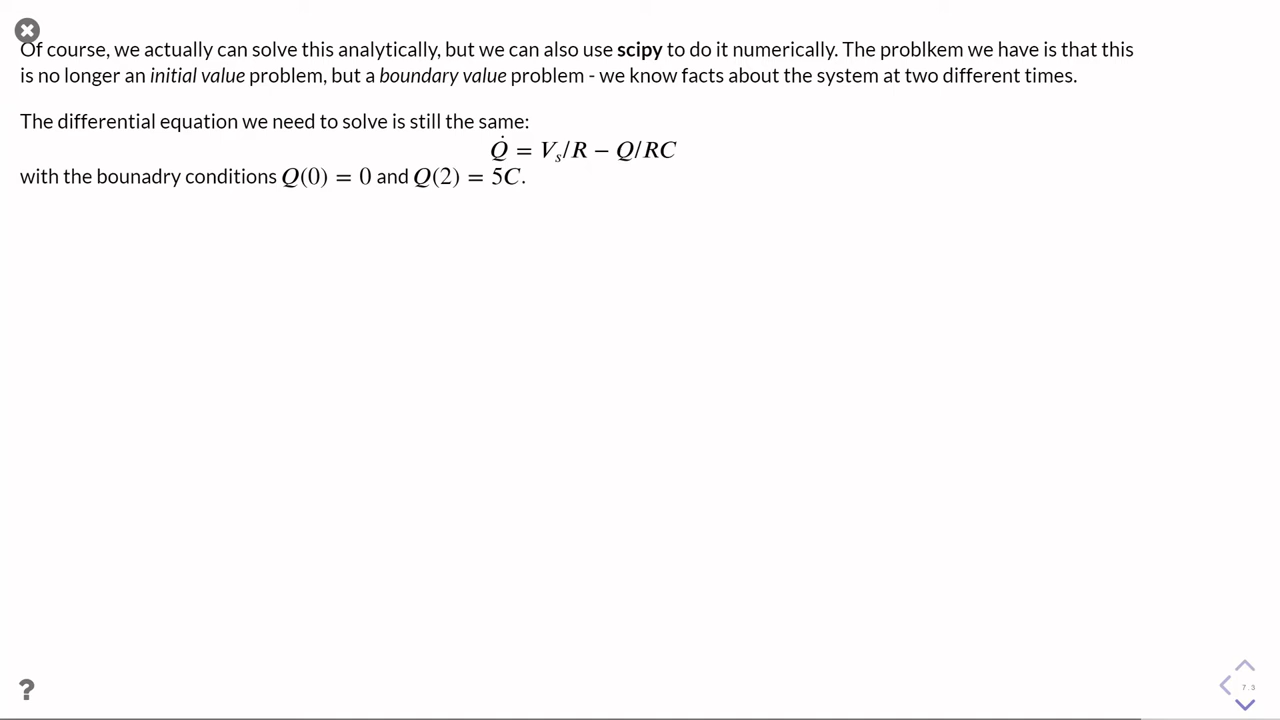 Of course, we actually can solve this analytically, but we can also use scipy to do it numerically. The problkem we have is that this
is no longer an initial value problem, but a boundary value problem - we know facts about the system at two different times.
The differential equation we need to solve is still the same:
Q̇ = Vₛ/R − Q/RC
with the bounadry conditions Q(0) = 0 and Q(2) = 5C.
?
7.3